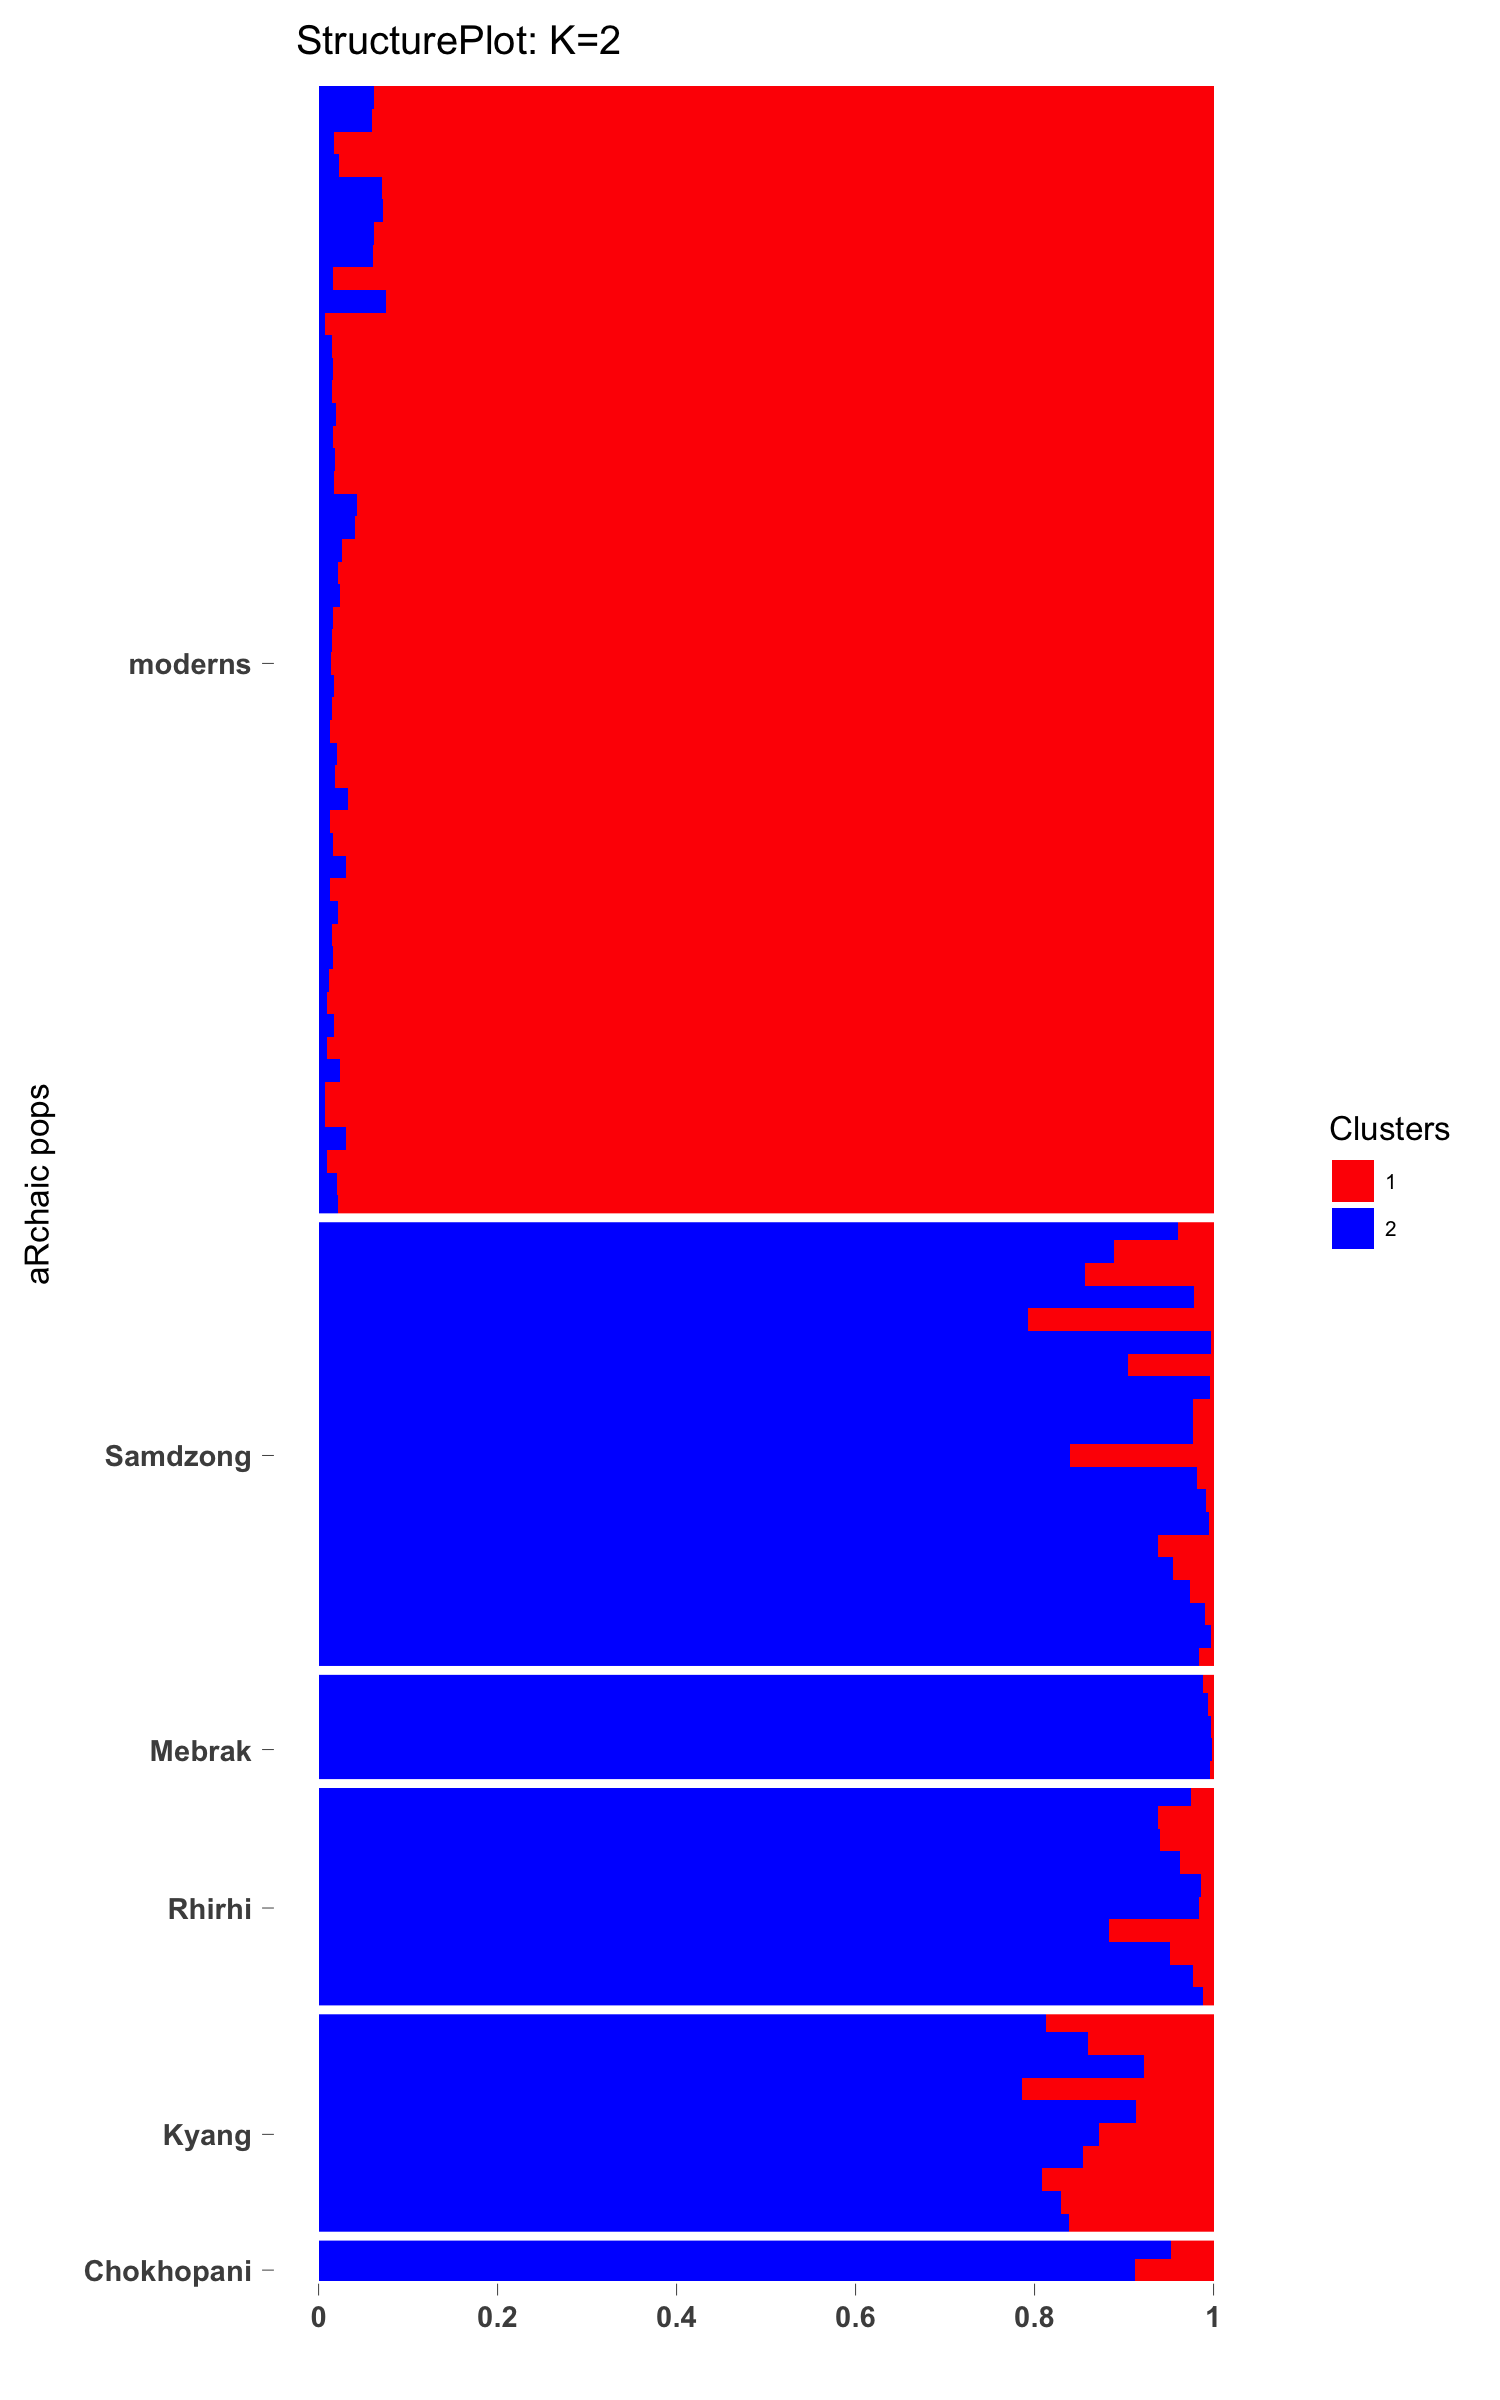 StructurePlot: K=2
moderns
Samdzong
Mebrak
Rhirhi
Kyang
Chokhopani
aRchaic pops
0 0.2 0.4 0.6 0.8 1
Clusters
1
2